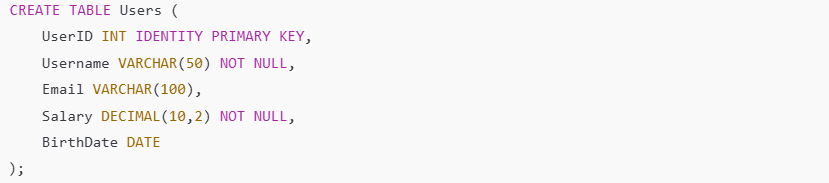 CREATE TABLE Users (
    UserID INT IDENTITY PRIMARY KEY,
    Username VARCHAR(50) NOT NULL,
    Email VARCHAR(100),
    Salary DECIMAL(10,2) NOT NULL,
    BirthDate DATE
);